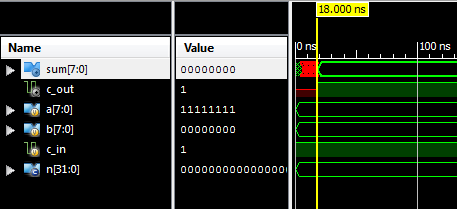 18.000 ns
Name Value 0 ns 100 ns
sum[7:0] 00000000
c_out 1
a[7:0] 11111111
b[7:0] 00000000
c_in 1
n[31:0] 0000000000000000